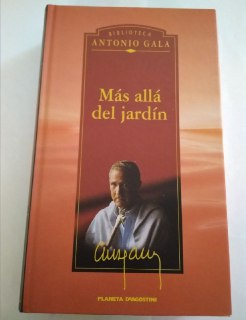 BIBLIOTECA
ANTONIO GALA
Más allá
del jardín
PLANETA DEAGOSTINI